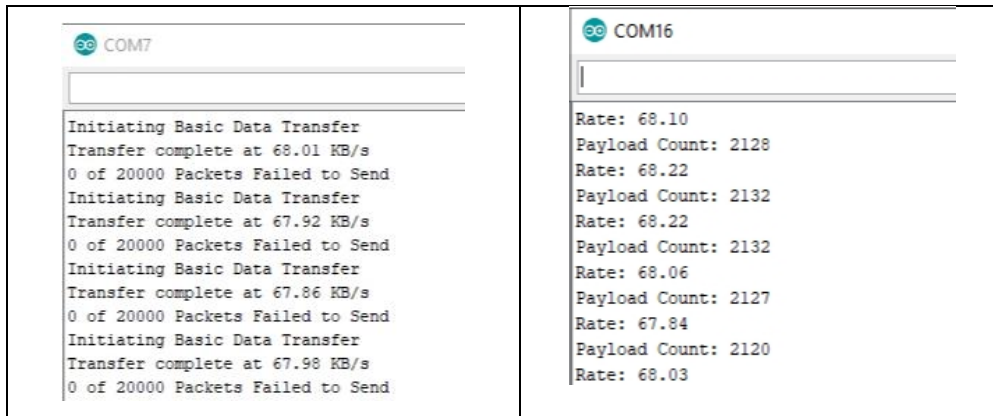 COM7
Initiating Basic Data Transfer
Transfer complete at 68.01 KB/s
0 of 20000 Packets Failed to Send
Initiating Basic Data Transfer
Transfer complete at 67.92 KB/s
0 of 20000 Packets Failed to Send
Initiating Basic Data Transfer
Transfer complete at 67.86 KB/s
0 of 20000 Packets Failed to Send
Initiating Basic Data Transfer
Transfer complete at 67.98 KB/s
0 of 20000 Packets Failed to Send
COM16
Rate: 68.10
Payload Count: 2128
Rate: 68.22
Payload Count: 2132
Rate: 68.22
Payload Count: 2132
Rate: 68.06
Payload Count: 2127
Rate: 67.84
Payload Count: 2120
Rate: 68.03